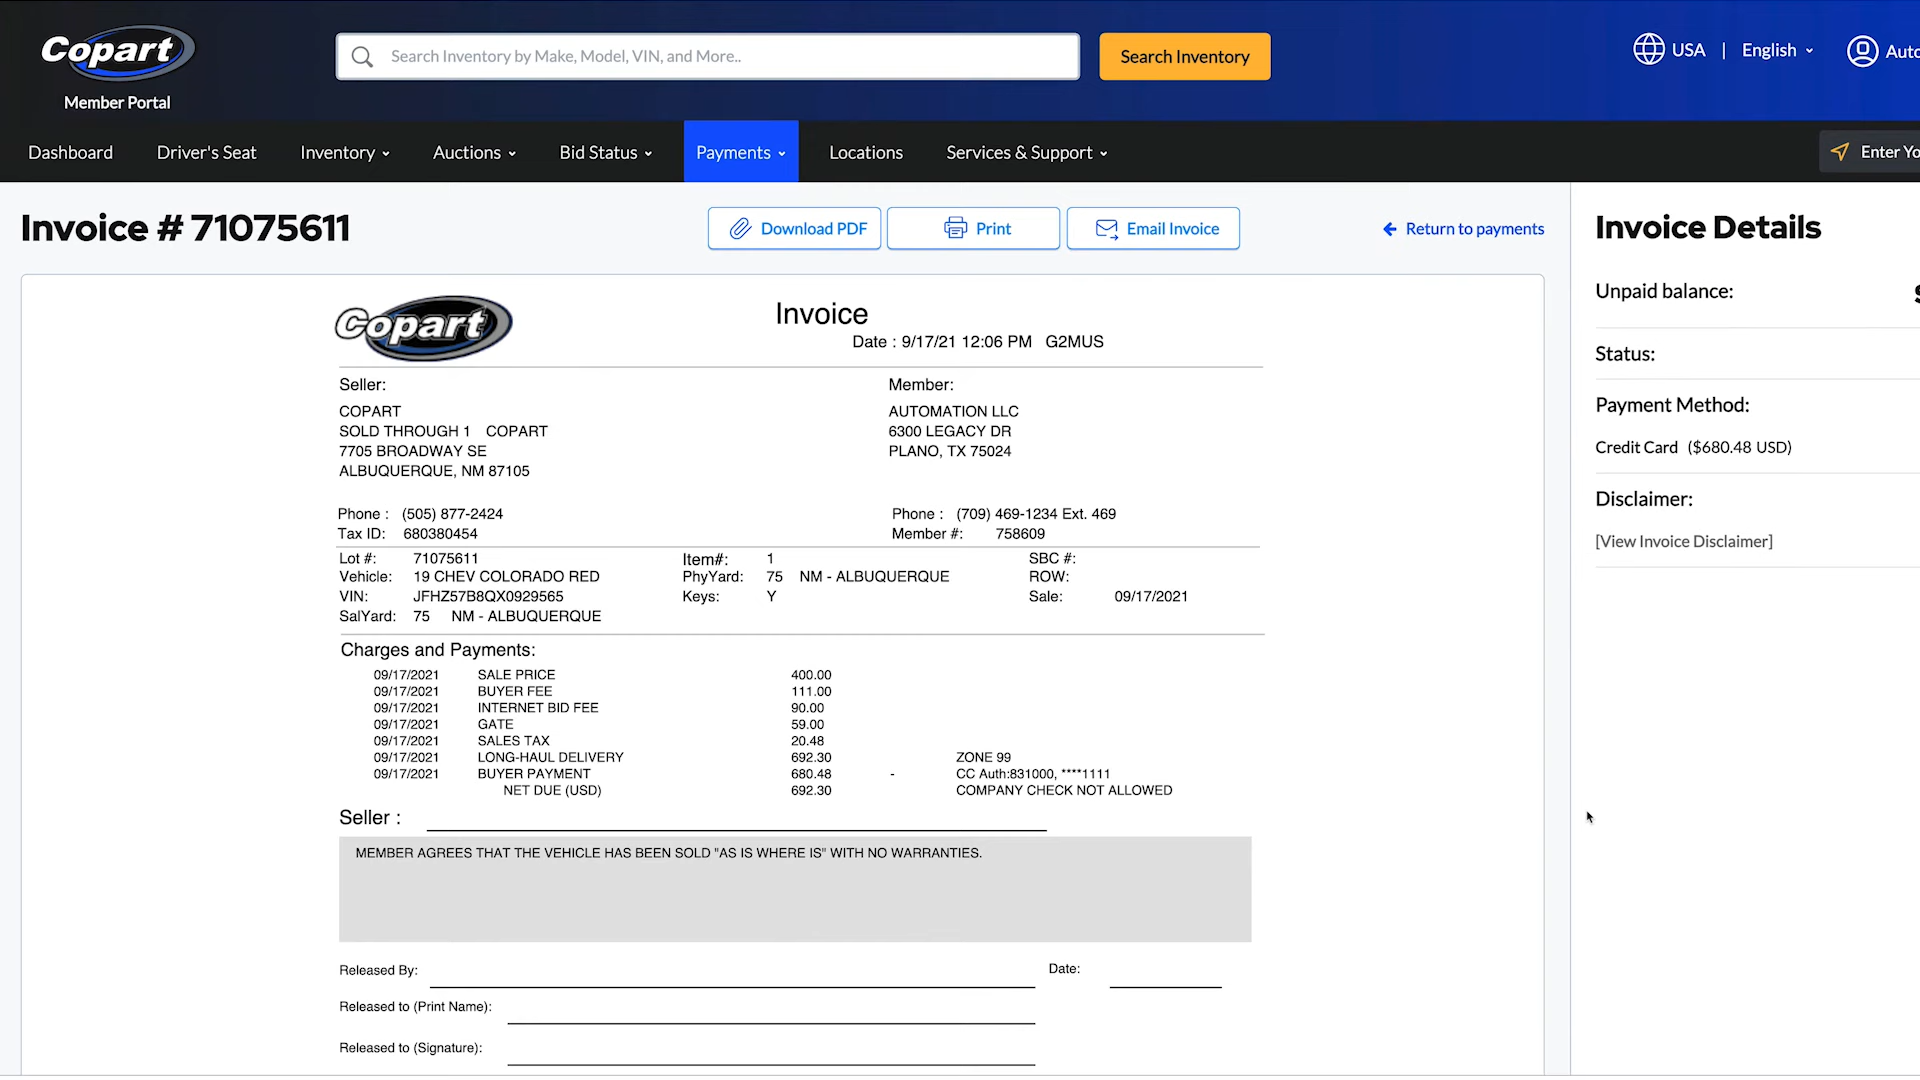 Copart
Member Portal
Search Inventory by Make, Model, VIN, and More..
Search Inventory
USA | English
Dashboard Driver's Seat Inventory Auctions Bid Status Payments Locations Services & Support
Invoice # 71075611
Download PDF Print Email Invoice
Return to payments
Copart
Invoice
Date : 9/17/21 12:06 PM G2MUS
Seller:
COPART
SOLD THROUGH 1 COPART
7705 BROADWAY SE
ALBUQUERQUE, NM 87105
Phone : (505) 877-2424
Tax ID: 680380454
Member:
AUTOMATION LLC
6300 LEGACY DR
PLANO, TX 75024
Phone : (709) 469-1234 Ext. 469
Member #: 758609
Lot #: 71075611 Item#: 1 SBC #:
Vehicle: 19 CHEV COLORADO RED PhyYard: 75 NM - ALBUQUERQUE ROW:
VIN: JFHZ57B8QX0929565 Keys: Y Sale: 09/17/2021
SalYard: 75 NM - ALBUQUERQUE
Charges and Payments:
09/17/2021 SALE PRICE 400.00
09/17/2021 BUYER FEE 111.00
09/17/2021 INTERNET BID FEE 90.00
09/17/2021 GATE 59.00
09/17/2021 SALES TAX 20.48
09/17/2021 LONG-HAUL DELIVERY 692.30 ZONE 99
09/17/2021 BUYER PAYMENT 680.48 - CC Auth:831000, ****1111
NET DUE (USD) 692.30 COMPANY CHECK NOT ALLOWED
Seller :
MEMBER AGREES THAT THE VEHICLE HAS BEEN SOLD "AS IS WHERE IS" WITH NO WARRANTIES.
Released By: Date:
Released to (Print Name):
Released to (Signature):
Invoice Details
Unpaid balance:
Status:
Payment Method:
Credit Card ($680.48 USD)
Disclaimer:
[View Invoice Disclaimer]
Enter